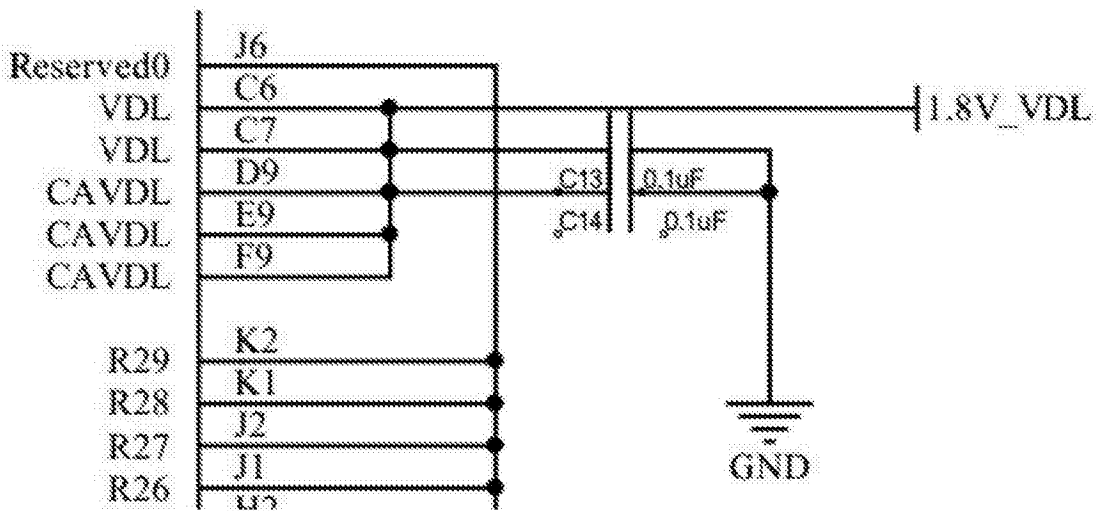 Reserved0 J6
VDL C6 1.8V_VDL
VDL C7
CAVDL D9 C13 0.1uF
CAVDL E9 C14 0.1uF
CAVDL F9
R29 K2
R28 K1
R27 J2 GND
R26 J1